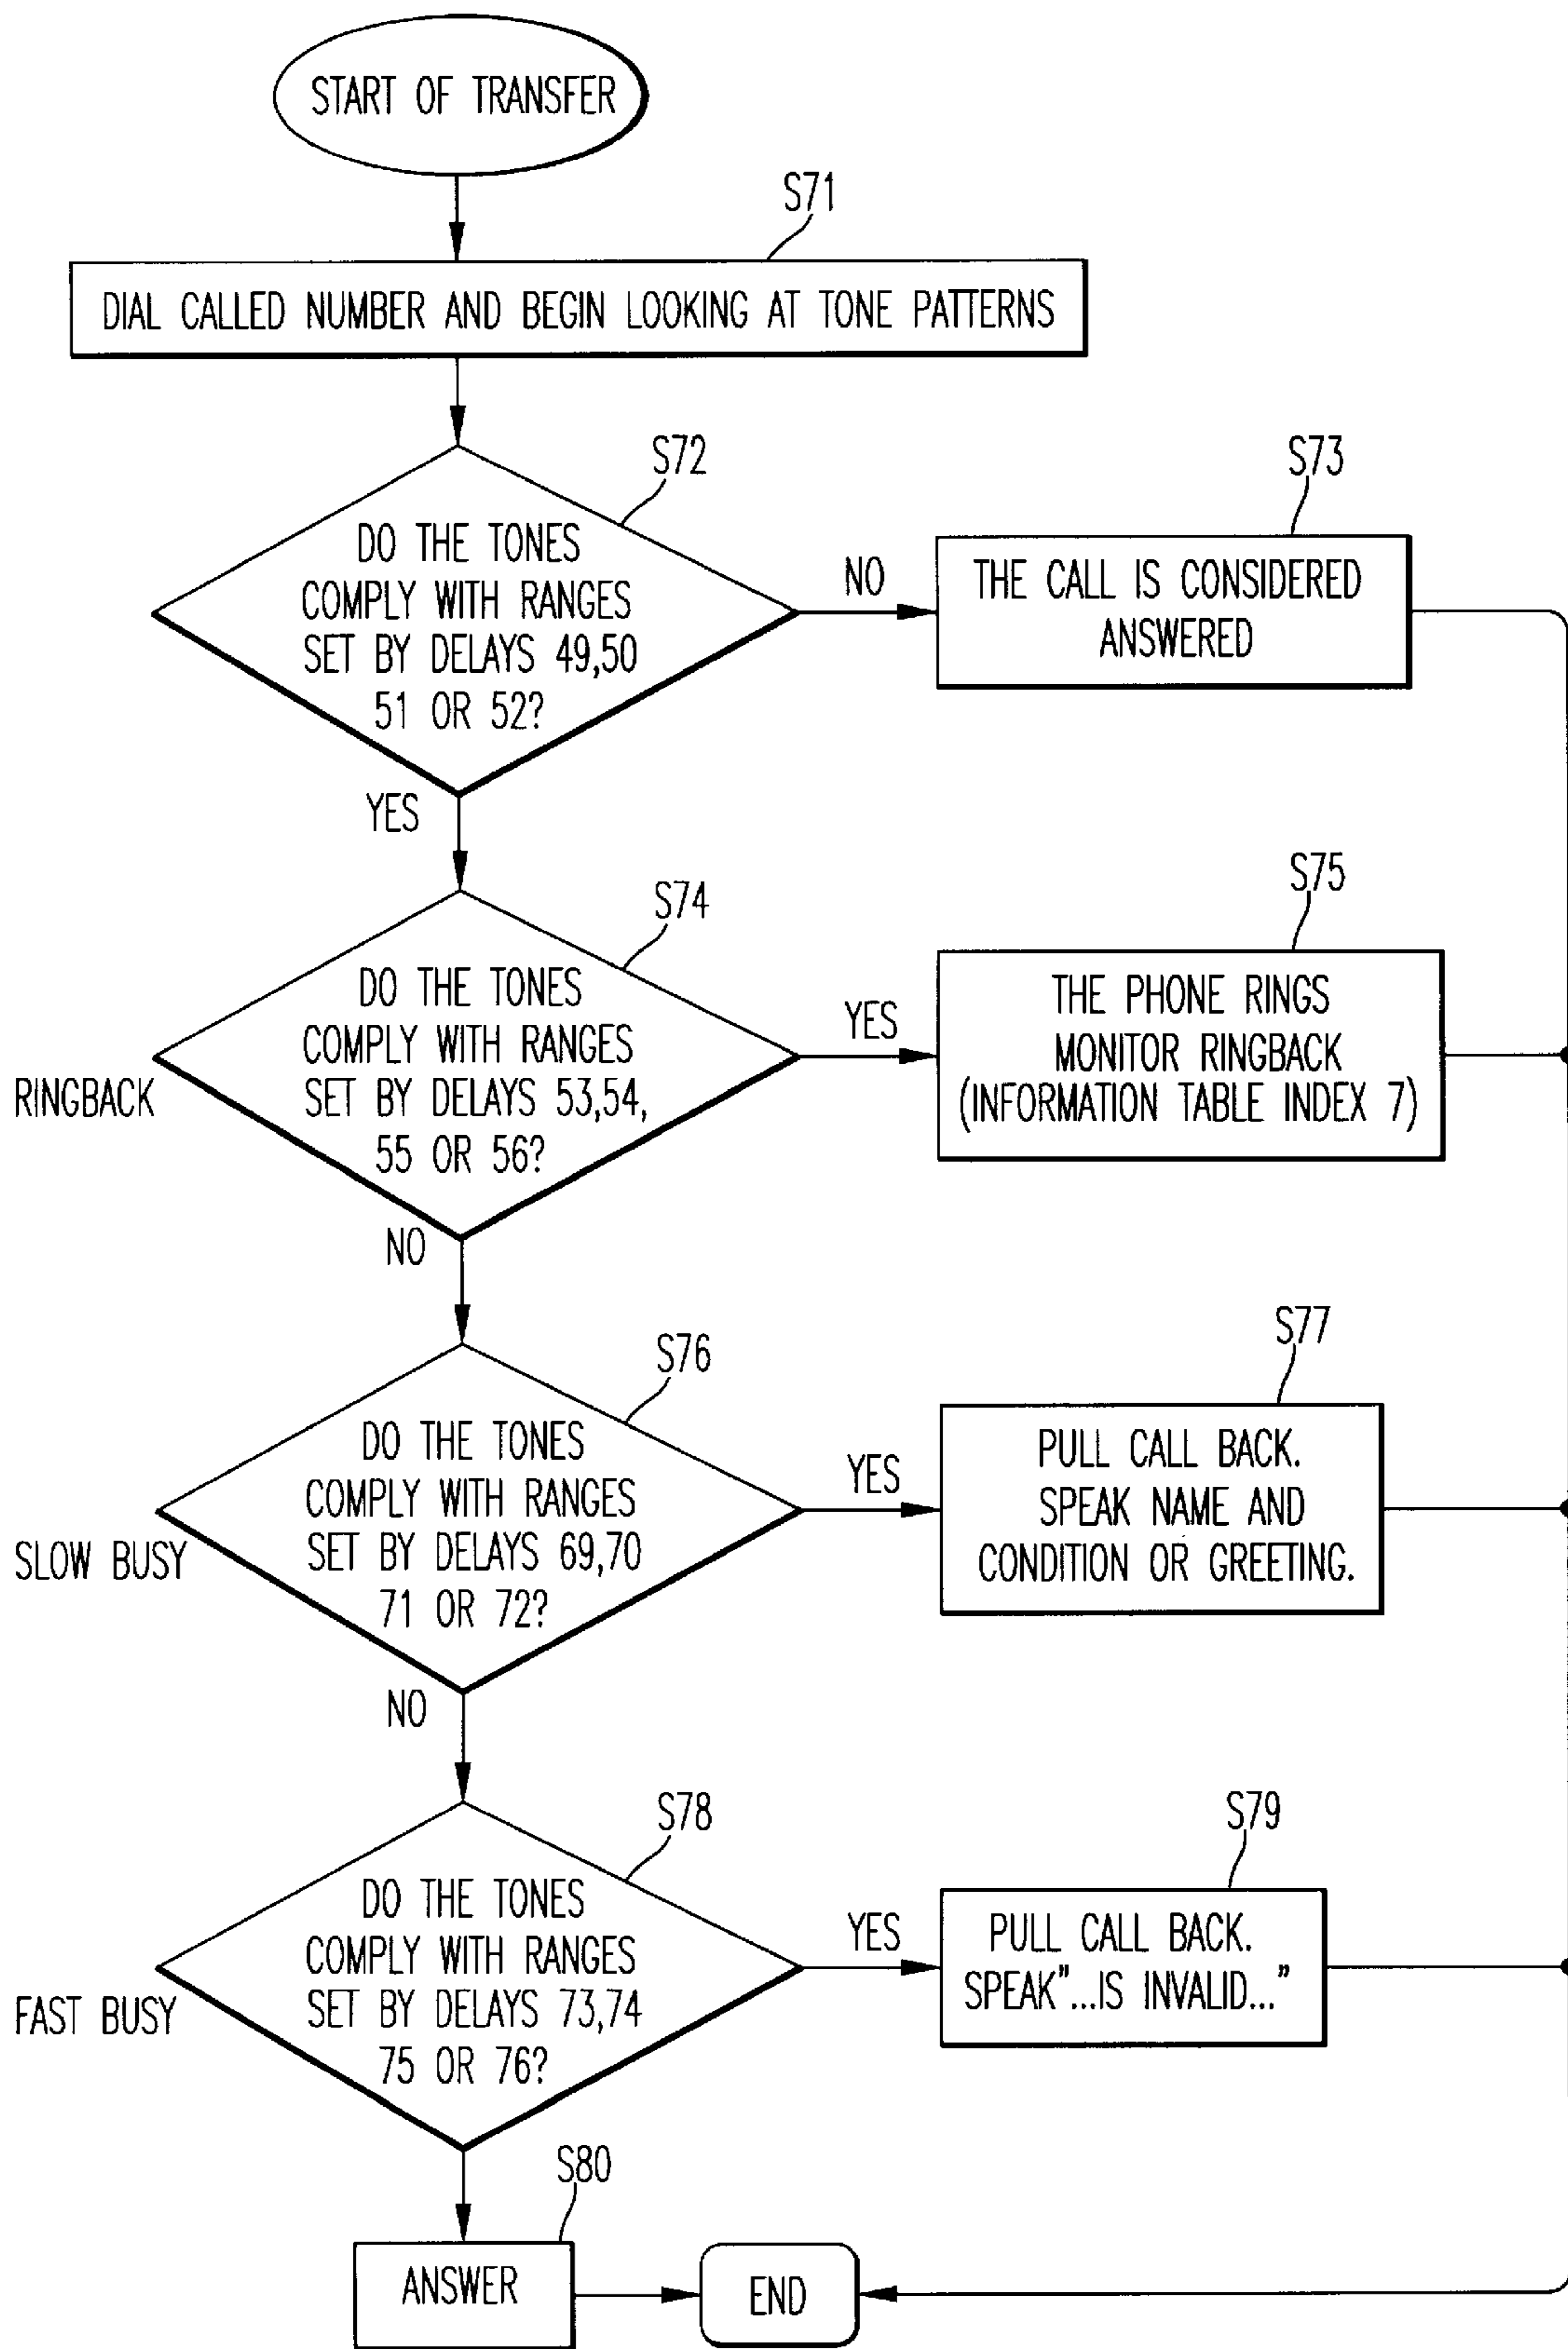 START OF TRANSFER
S71
DIAL CALLED NUMBER AND BEGIN LOOKING AT TONE PATTERNS
S72
DO THE TONES
COMPLY WITH RANGES
SET BY DELAYS 49,50
51 OR 52?
NO
S73
THE CALL IS CONSIDERED
ANSWERED
YES
S74
RINGBACK
DO THE TONES
COMPLY WITH RANGES
SET BY DELAYS 53,54,
55 OR 56?
YES
S75
THE PHONE RINGS
MONITOR RINGBACK
(INFORMATION TABLE INDEX 7)
NO
S76
SLOW BUSY
DO THE TONES
COMPLY WITH RANGES
SET BY DELAYS 69,70
71 OR 72?
YES
S77
PULL CALL BACK.
SPEAK NAME AND
CONDITION OR GREETING.
NO
S78
FAST BUSY
DO THE TONES
COMPLY WITH RANGES
SET BY DELAYS 73,74
75 OR 76?
YES
S79
PULL CALL BACK.
SPEAK"...IS INVALID..."
S80
ANSWER
END